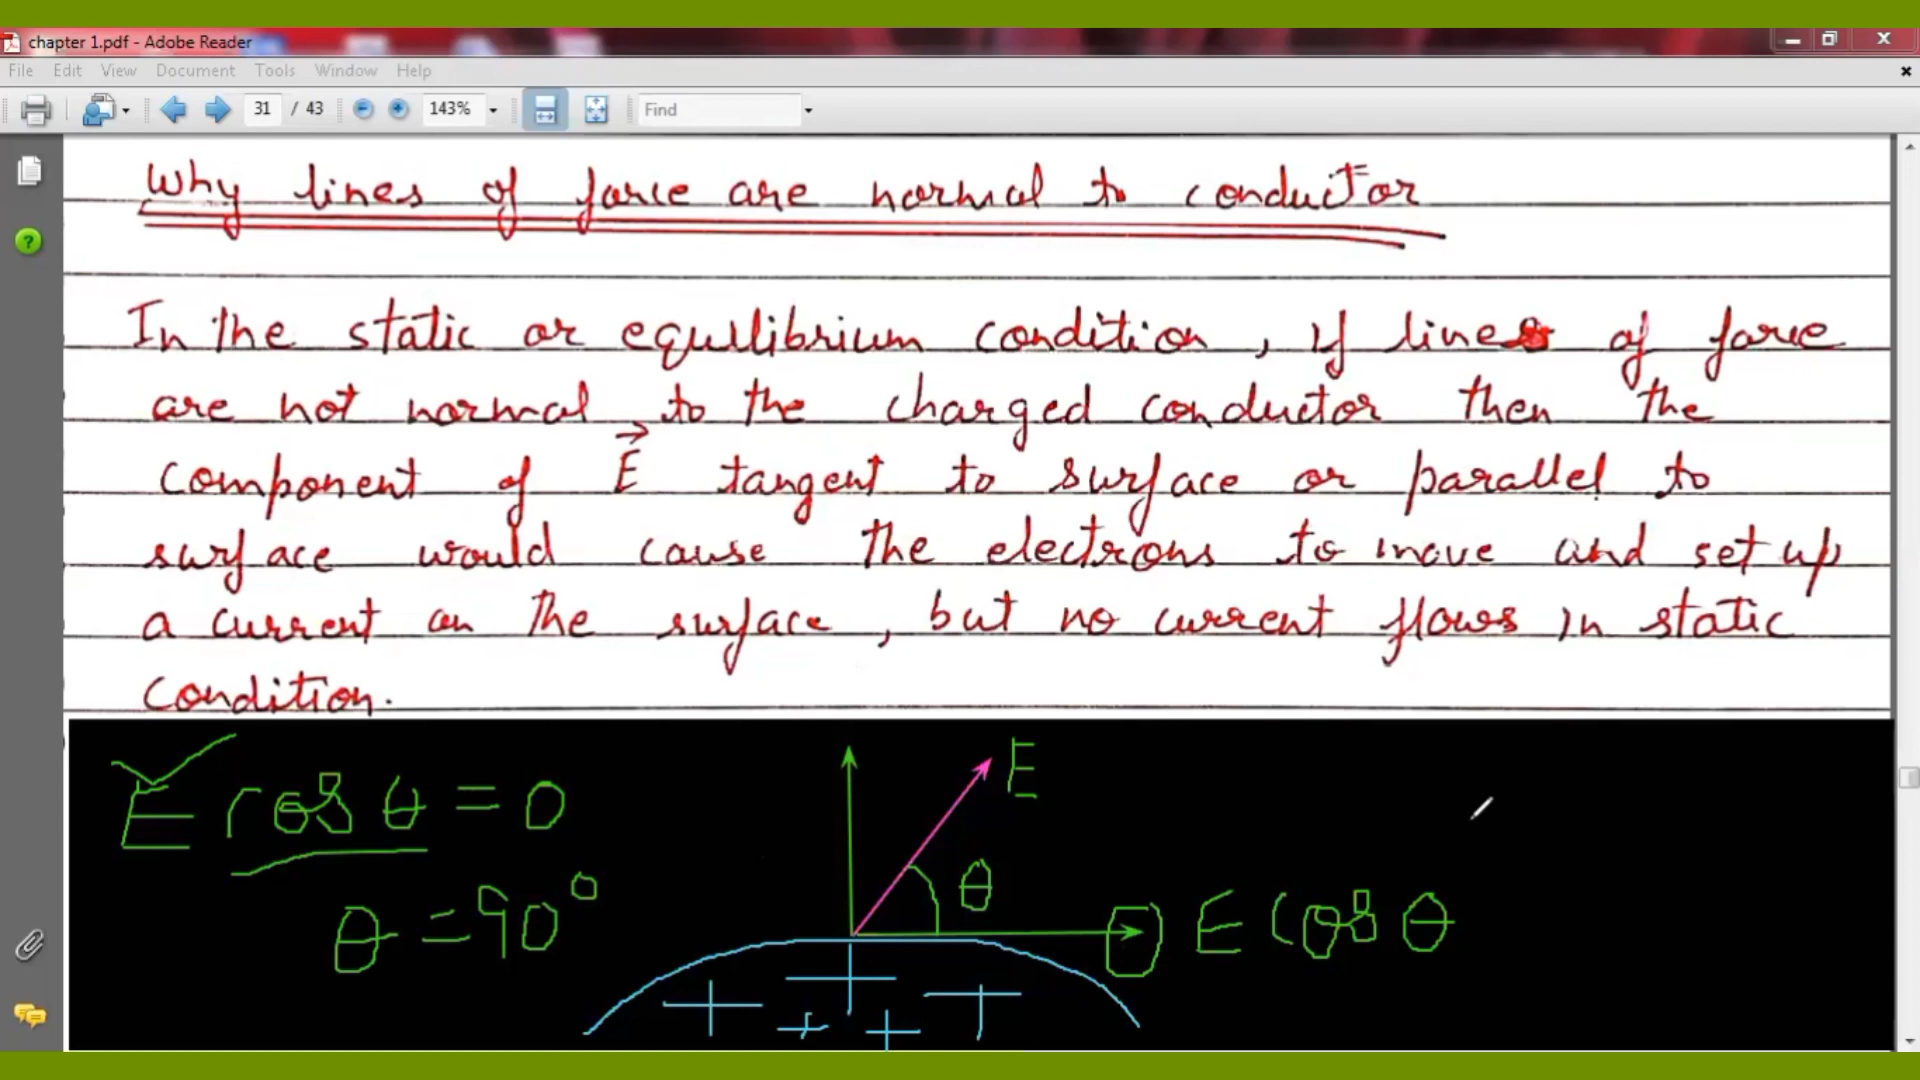 chapter 1.pdf - Adobe Reader
File Edit View Document Tools Window Help
31 / 43 143% Find
Why lines of force are normal to conductor
In the static or equilibrium condition, if lines of force
are not normal to the charged conductor then the
component of E⃗ tangent to surface or parallel to
surface would cause the electrons to move and set up
a current on the surface, but no current flows in static
condition.
E cos θ = 0
θ = 90°
E
θ
E cos θ
+ + + + +